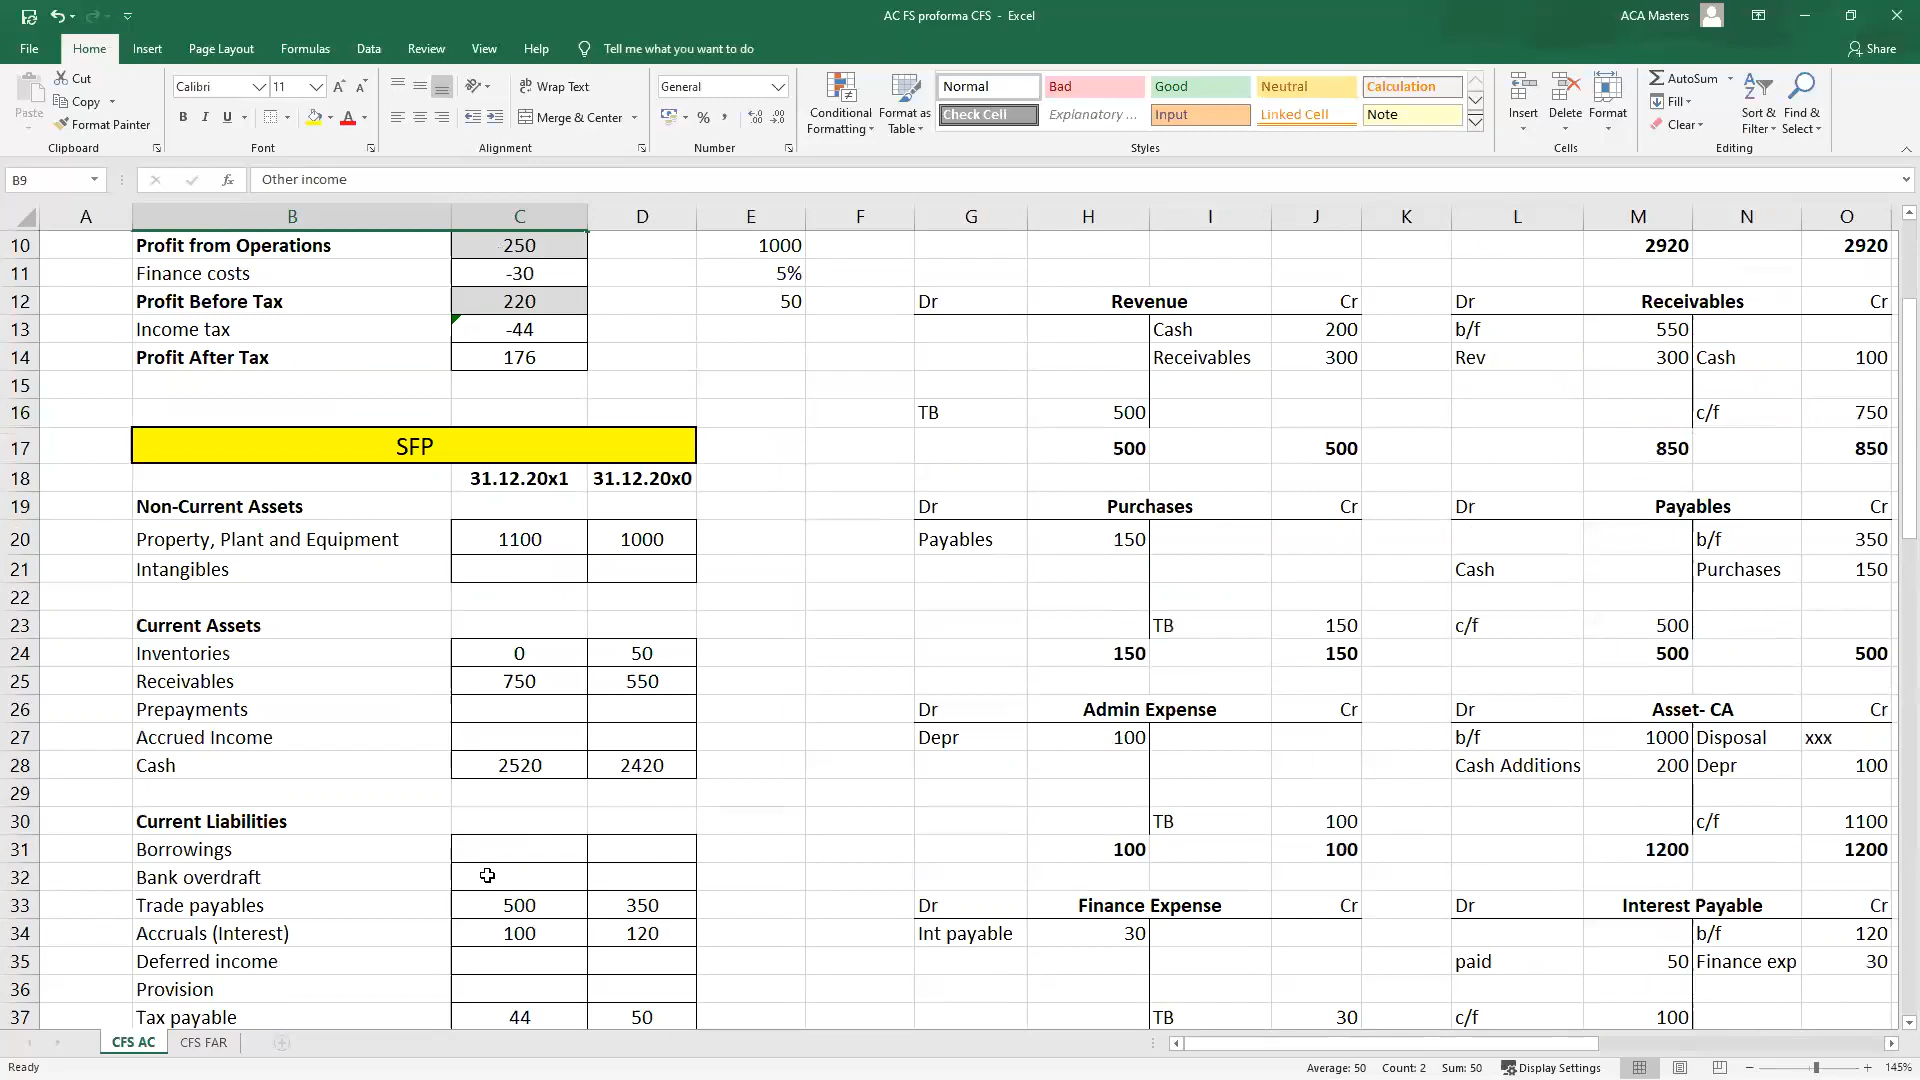 AC FS proforma CFS - Excel
ACA Masters
File Home Insert Page Layout Formulas Data Review View Help Tell me what you want to do Share
Cut
Copy
Format Painter
Paste
Calibri 11
B I U
Wrap Text
Merge & Center
General
Conditional Formatting
Format as Table
Normal Bad Good Neutral Calculation
Check Cell Explanatory ... Input Linked Cell Note
Insert Delete Format
AutoSum
Fill
Clear
Sort & Filter
Find & Select
Clipboard Font Alignment Number Styles Cells Editing
B9 fx Other income
A B C D E F G H I J K L M N O
10 Profit from Operations 250 1000 2920 2920
11 Finance costs -30 5%
12 Profit Before Tax 220 50 Dr Revenue Cr Dr Receivables Cr
13 Income tax -44 Cash 200 b/f 550
14 Profit After Tax 176 Receivables 300 Rev 300 Cash 100
15
16 TB 500 c/f 750
17 SFP 500 500 850 850
18 31.12.20x1 31.12.20x0
19 Non-Current Assets Dr Purchases Cr Dr Payables Cr
20 Property, Plant and Equipment 1100 1000 Payables 150 b/f 350
21 Intangibles Cash Purchases 150
22
23 Current Assets TB 150 c/f 500
24 Inventories 0 50 150 150 500 500
25 Receivables 750 550
26 Prepayments Dr Admin Expense Cr Dr Asset- CA Cr
27 Accrued Income Depr 100 b/f 1000 Disposal xxx
28 Cash 2520 2420 Cash Additions 200 Depr 100
29
30 Current Liabilities TB 100 c/f 1100
31 Borrowings 100 100 1200 1200
32 Bank overdraft
33 Trade payables 500 350 Dr Finance Expense Cr Dr Interest Payable Cr
34 Accruals (Interest) 100 120 Int payable 30 b/f 120
35 Deferred income paid 50 Finance exp 30
36 Provision
37 Tax payable 44 50 TB 30 c/f 100
CFS AC CFS FAR
Ready Average: 50 Count: 2 Sum: 50 Display Settings 145%